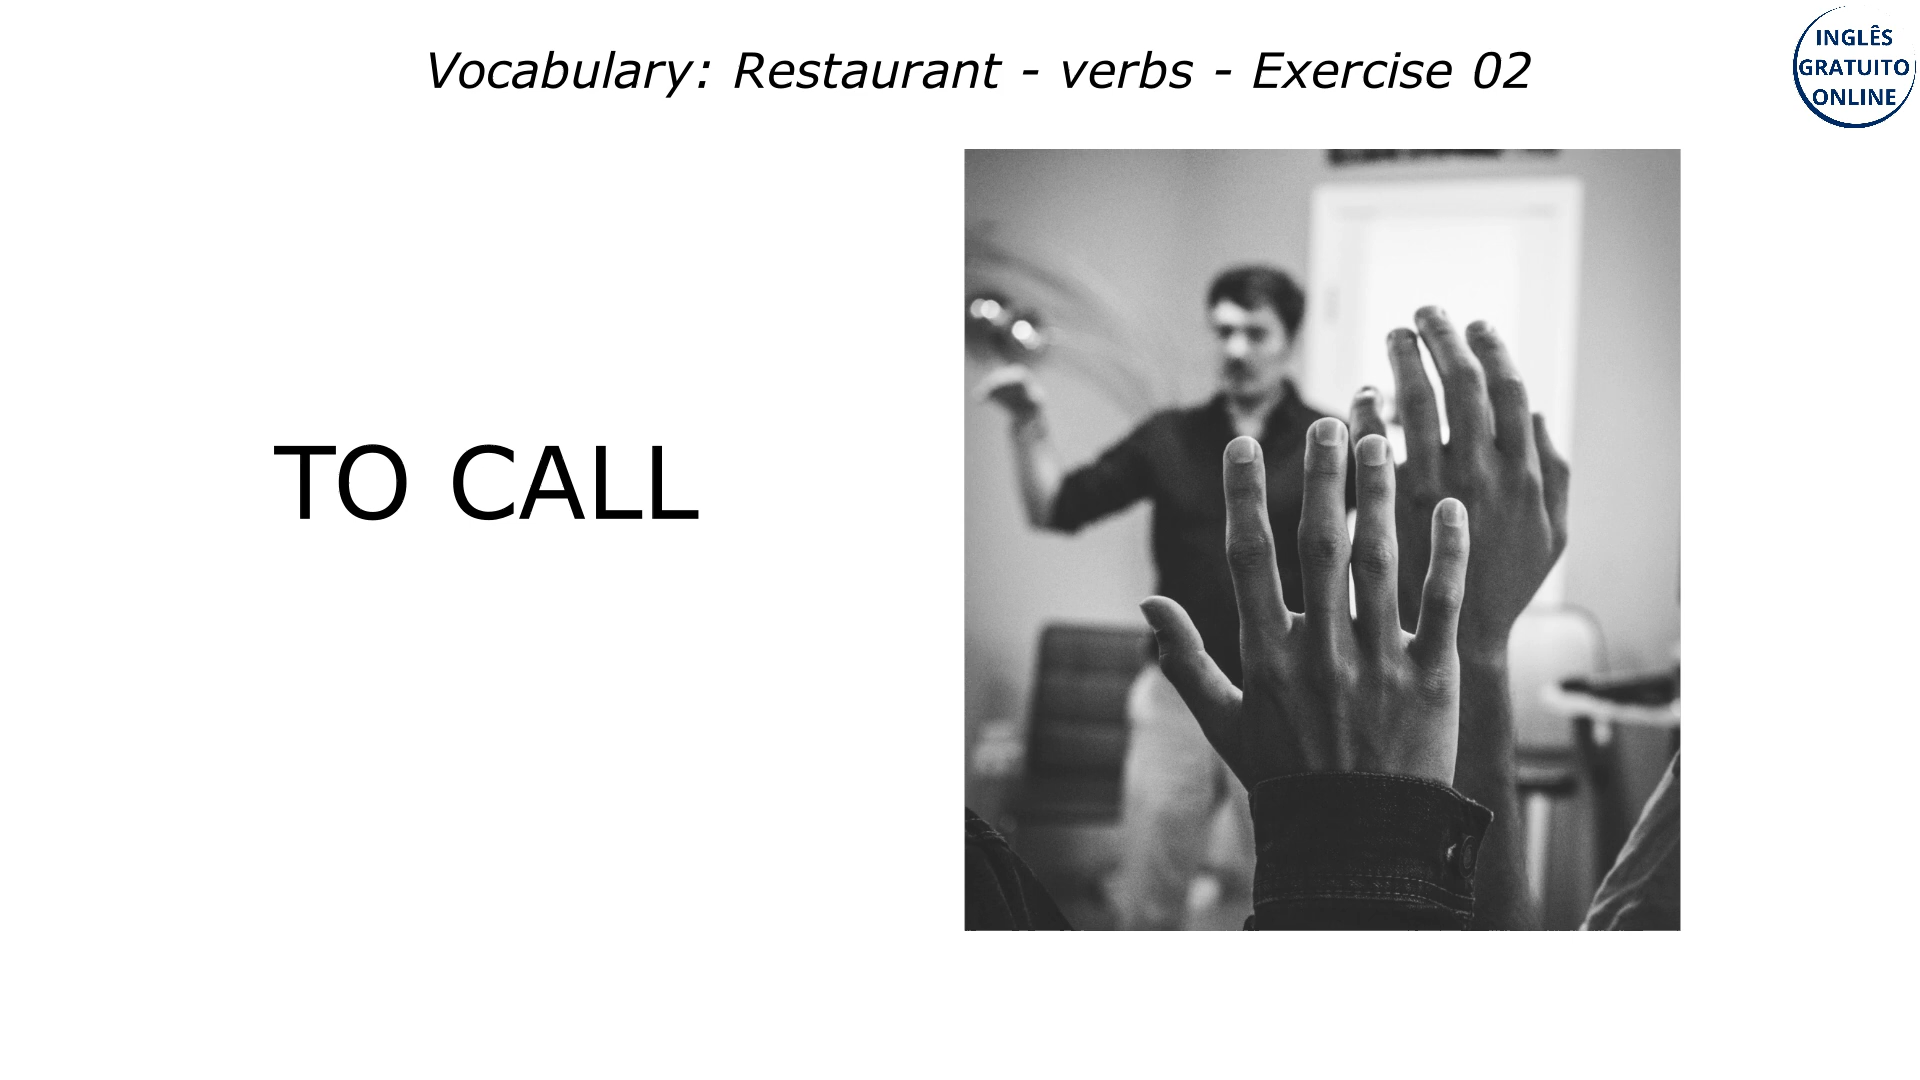 Vocabulary: Restaurant - verbs - Exercise 02
INGLÊS
GRATUITO
ONLINE
TO CALL